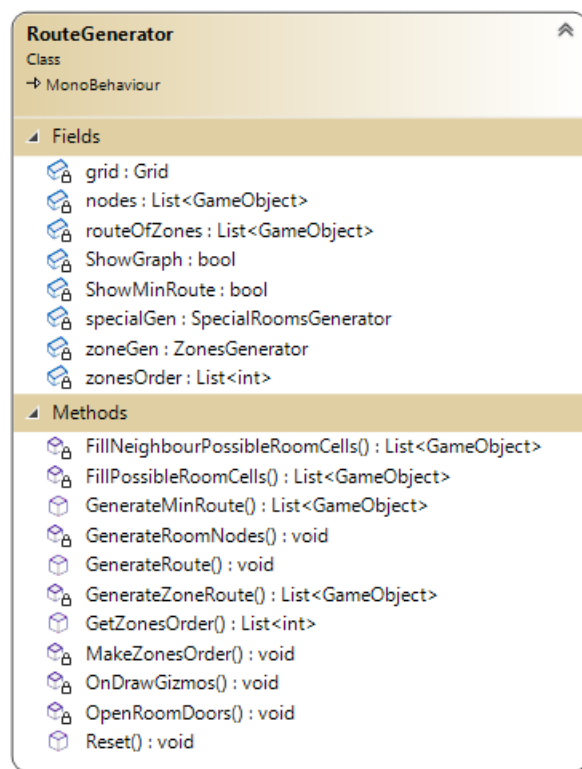 RouteGenerator
Class
MonoBehaviour
Fields
grid : Grid
nodes : List<GameObject>
routeOfZones : List<GameObject>
ShowGraph : bool
ShowMinRoute : bool
specialGen : SpecialRoomsGenerator
zoneGen : ZonesGenerator
zonesOrder : List<int>
Methods
FillNeighbourPossibleRoomCells() : List<GameObject>
FillPossibleRoomCells() : List<GameObject>
GenerateMinRoute() : List<GameObject>
GenerateRoomNodes() : void
GenerateRoute() : void
GenerateZoneRoute() : List<GameObject>
GetZonesOrder() : List<int>
MakeZonesOrder() : void
OnDrawGizmos() : void
OpenRoomDoors() : void
Reset() : void